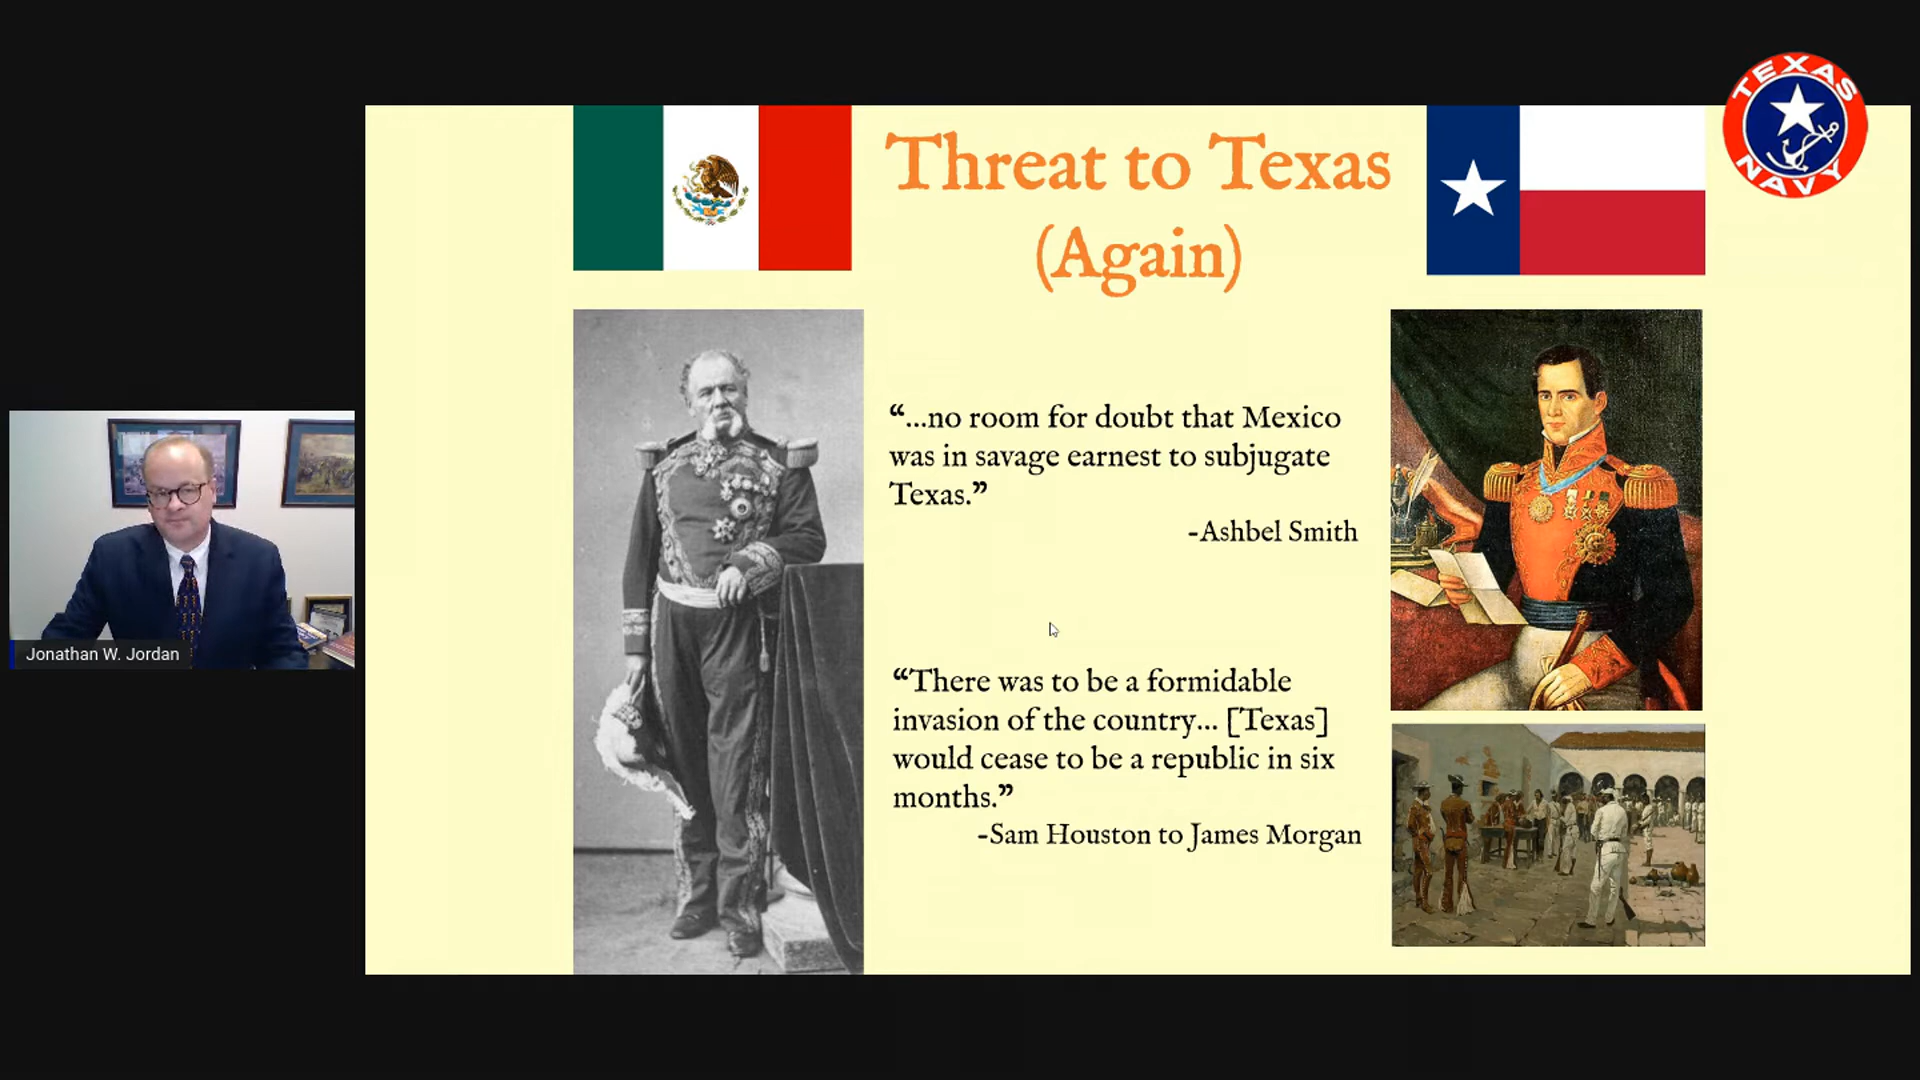 TEXAS
NAVY
Threat to Texas
(Again)
“...no room for doubt that Mexico
was in savage earnest to subjugate
Texas.”
-Ashbel Smith
“There was to be a formidable
invasion of the country... [Texas]
would cease to be a republic in six
months.”
-Sam Houston to James Morgan
Jonathan W. Jordan